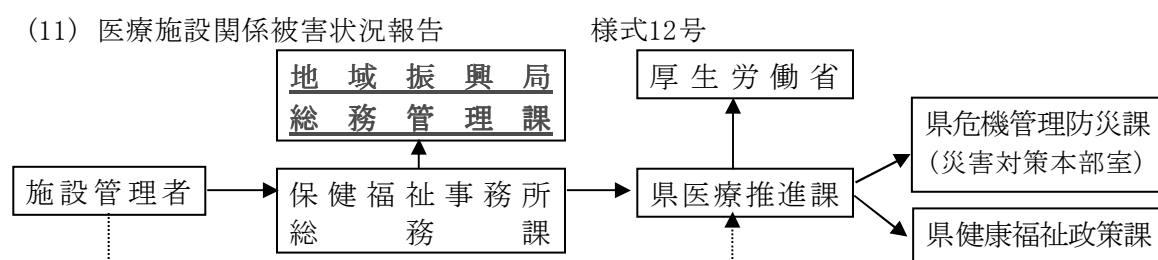 (11) 医療施設関係被害状況報告　様式12号
地域振興局
総務管理課
厚生労働省
県危機管理防災課
（災害対策本部室）
施設管理者
保健福祉事務所
総務課
県医療推進課
県健康福祉政策課